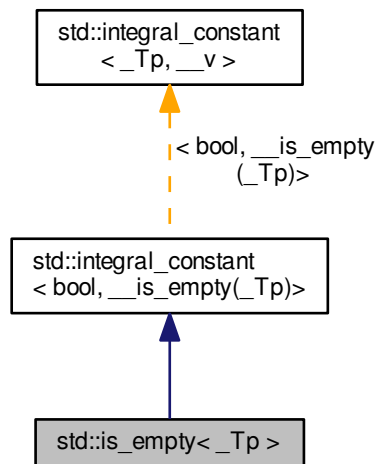 std::integral_constant
< _Tp, __v >
< bool, __is_empty
(_Tp)>
std::integral_constant
< bool, __is_empty(_Tp)>
std::is_empty< _Tp >